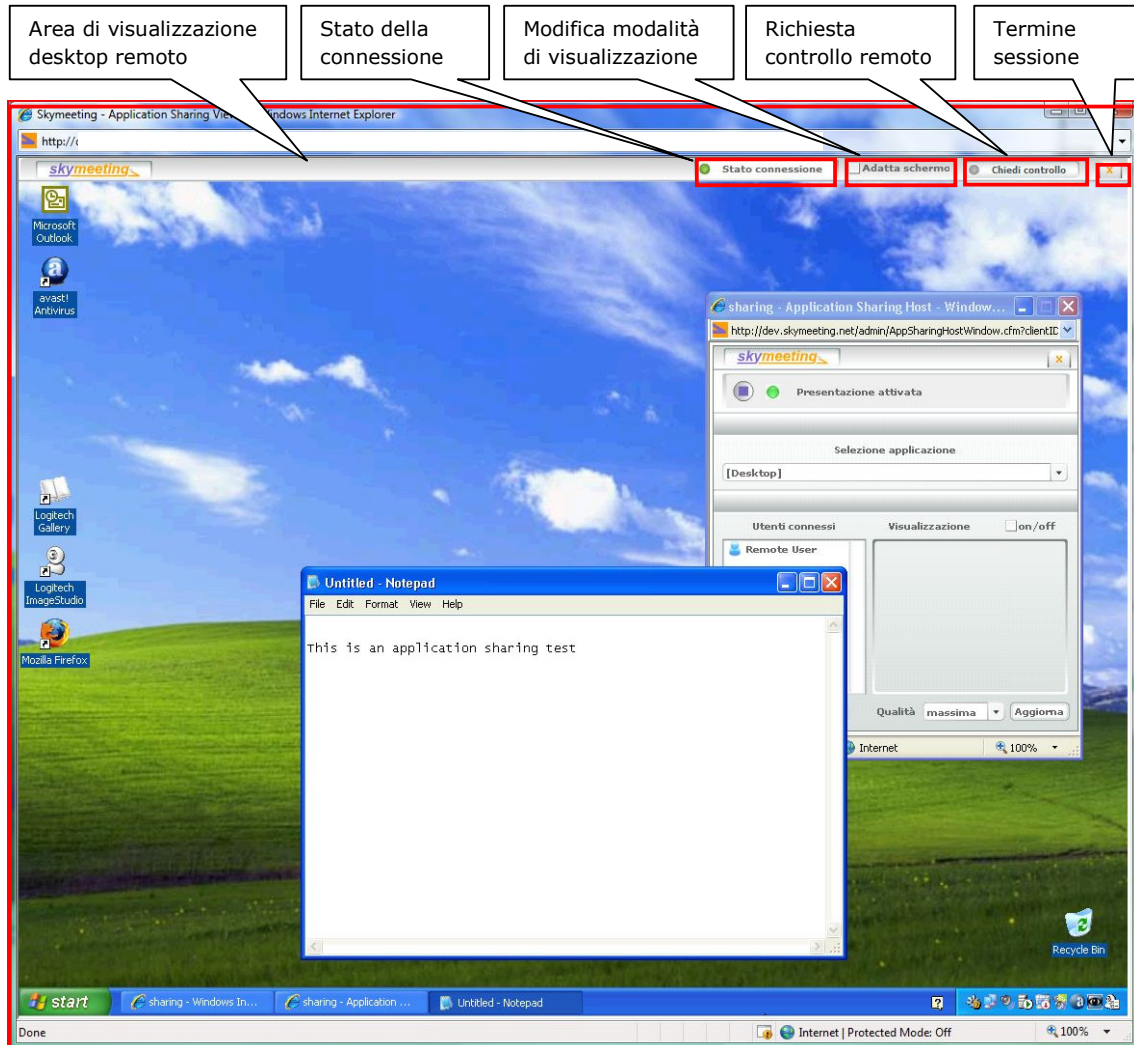 Area di visualizzazione
desktop remoto
Stato della
connessione
Modifica modalità
di visualizzazione
Richiesta
controllo remoto
Termine
sessione
Skymeeting - Application Sharing Windows Internet Explorer
http://
skymeeting
Stato connessione
Adatta schermo
Chiedi controllo
x
Microsoft
Outlook
avast!
Antivirus
Logitech
Gallery
Logitech
ImageStudio
Mozilla Firefox
sharing - Application Sharing Host - Window...
http://dev.skymeeting.net/admin/AppSharingHostWindow.cfm?clientID
skymeeting
x
Presentazione attivata
Selezione applicazione
[Desktop]
Utenti connessi
Visualizzazione
on/off
Remote User
Qualità
massima
Aggiorna
Internet
100%
Untitled - Notepad
File Edit Format View Help
This is an application sharing test
Recycle Bin
start
sharing - Windows In...
sharing - Application ...
Untitled - Notepad
Done
Internet | Protected Mode: Off
100%